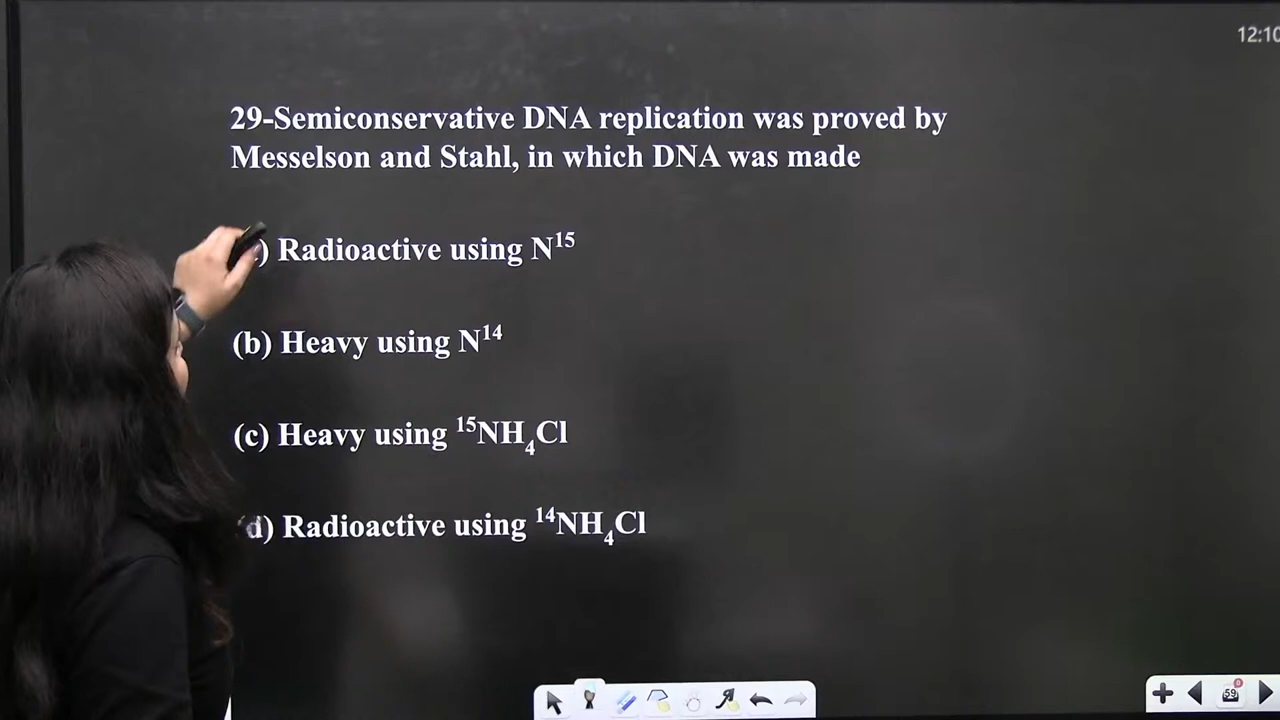 12:10
29-Semiconservative DNA replication was proved by
Messelson and Stahl, in which DNA was made
) Radioactive using N¹⁵
(b) Heavy using N¹⁴
(c) Heavy using ¹⁵NH₄Cl
(d) Radioactive using ¹⁴NH₄Cl
59